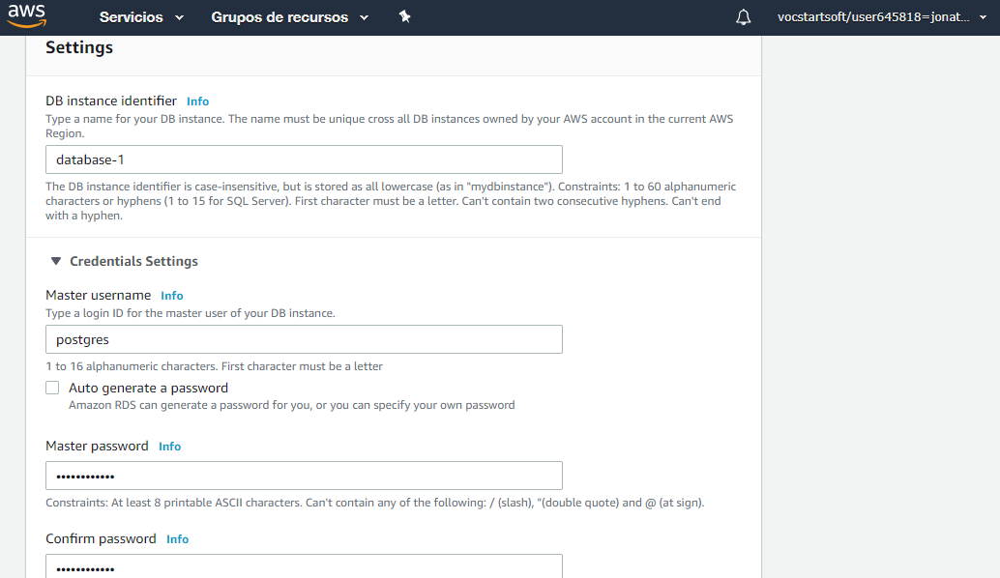 aws
Servicios
Grupos de recursos
vocstartsoft/user645818=jonat...
Settings
DB instance identifier Info
Type a name for your DB instance. The name must be unique cross all DB instances owned by your AWS account in the current AWS
Region.
database-1
The DB instance identifier is case-insensitive, but is stored as all lowercase (as in "mydbinstance"). Constraints: 1 to 60 alphanumeric
characters or hyphens (1 to 15 for SQL Server). First character must be a letter. Can't contain two consecutive hyphens. Can't end
with a hyphen.
Credentials Settings
Master username Info
Type a login ID for the master user of your DB instance.
postgres
1 to 16 alphanumeric characters. First character must be a letter
Auto generate a password
Amazon RDS can generate a password for you, or you can specify your own password
Master password Info
••••••••••••
Constraints: At least 8 printable ASCII characters. Can't contain any of the following: / (slash), "(double quote) and @ (at sign).
Confirm password Info
••••••••••••